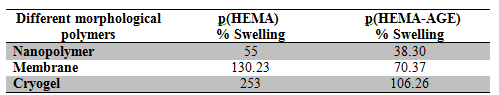 Different morphological polymers p(HEMA) % Swelling p(HEMA-AGE) % Swelling
Nanopolymer 55 38.30
Membrane 130.23 70.37
Cryogel 253 106.26